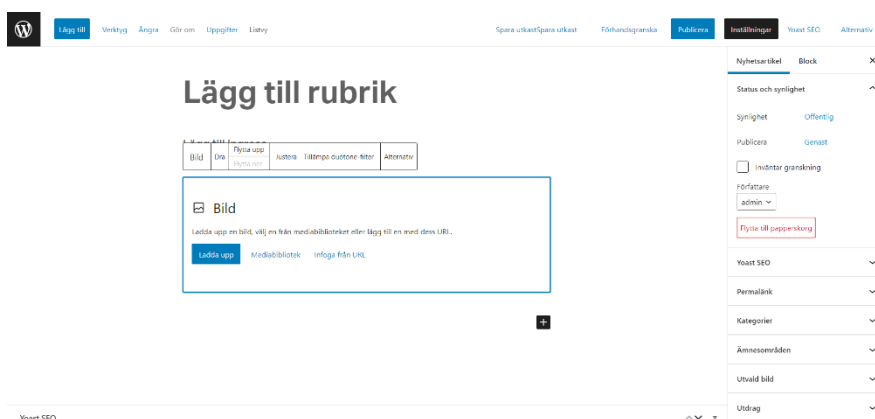 Lägg till Verktyg Ångra Gör om Uppgifter Listvy Spara utkastSpara utkast Förhandsgranska Publicera Inställningar Yoast SEO Alternativ
Nyhetsartikel Block
Lägg till rubrik
Status och synlighet
Synlighet Offentlig
Publicera Genast
Inväntar granskning
Författare
admin
Flytta till papperskorg
Bild Dra Flytta upp Justera Tillämpa duotone-filter Alternativ
Flytta ner
Bild
Ladda upp en bild, välj en från mediabiblioteket eller lägg till en med dess URL.
Ladda upp Mediabibliotek Infoga från URL
Yoast SEO
Permalänk
Kategorier
Ämnesområden
Utvald bild
Utdrag
Yoast SEO